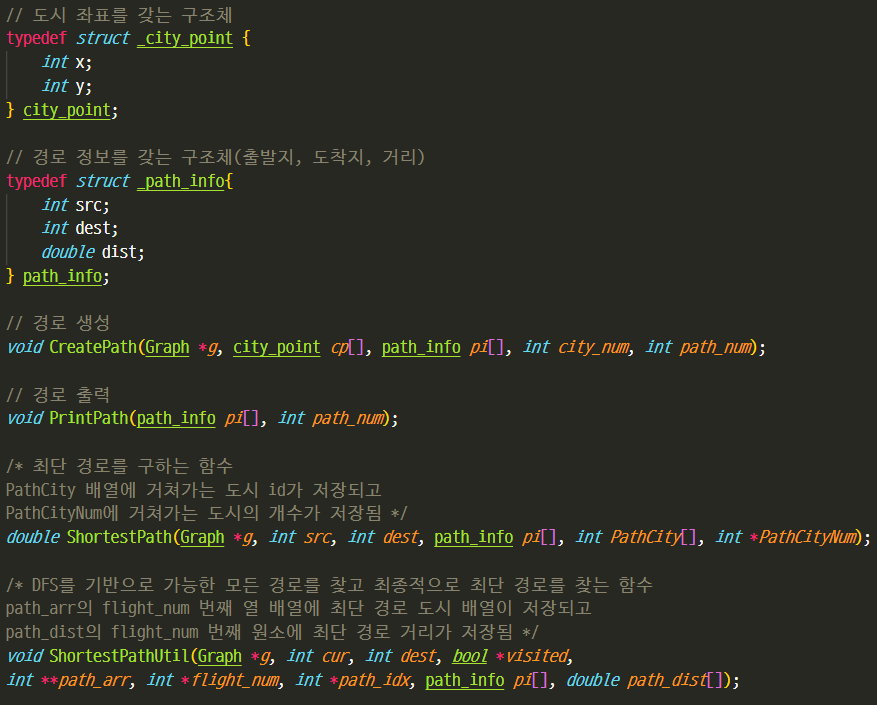 // 도시 좌표를 갖는 구조체
typedef struct _city_point {
    int x;
    int y;
} city_point;

// 경로 정보를 갖는 구조체(출발지, 도착지, 거리)
typedef struct _path_info{
    int src;
    int dest;
    double dist;
} path_info;

// 경로 생성
void CreatePath(Graph *g, city_point cp[], path_info pi[], int city_num, int path_num);

// 경로 출력
void PrintPath(path_info pi[], int path_num);

/* 최단 경로를 구하는 함수
PathCity 배열에 거쳐가는 도시 id가 저장되고
PathCityNum에 거쳐가는 도시의 개수가 저장됨 */
double ShortestPath(Graph *g, int src, int dest, path_info pi[], int PathCity[], int *PathCityNum);

/* DFS를 기반으로 가능한 모든 경로를 찾고 최종적으로 최단 경로를 찾는 함수
path_arr의 flight_num 번째 열 배열에 최단 경로 도시 배열이 저장되고
path_dist의 flight_num 번째 원소에 최단 경로 거리가 저장됨 */
void ShortestPathUtil(Graph *g, int cur, int dest, bool *visited,
int **path_arr, int *flight_num, int *path_idx, path_info pi[], double path_dist[]);